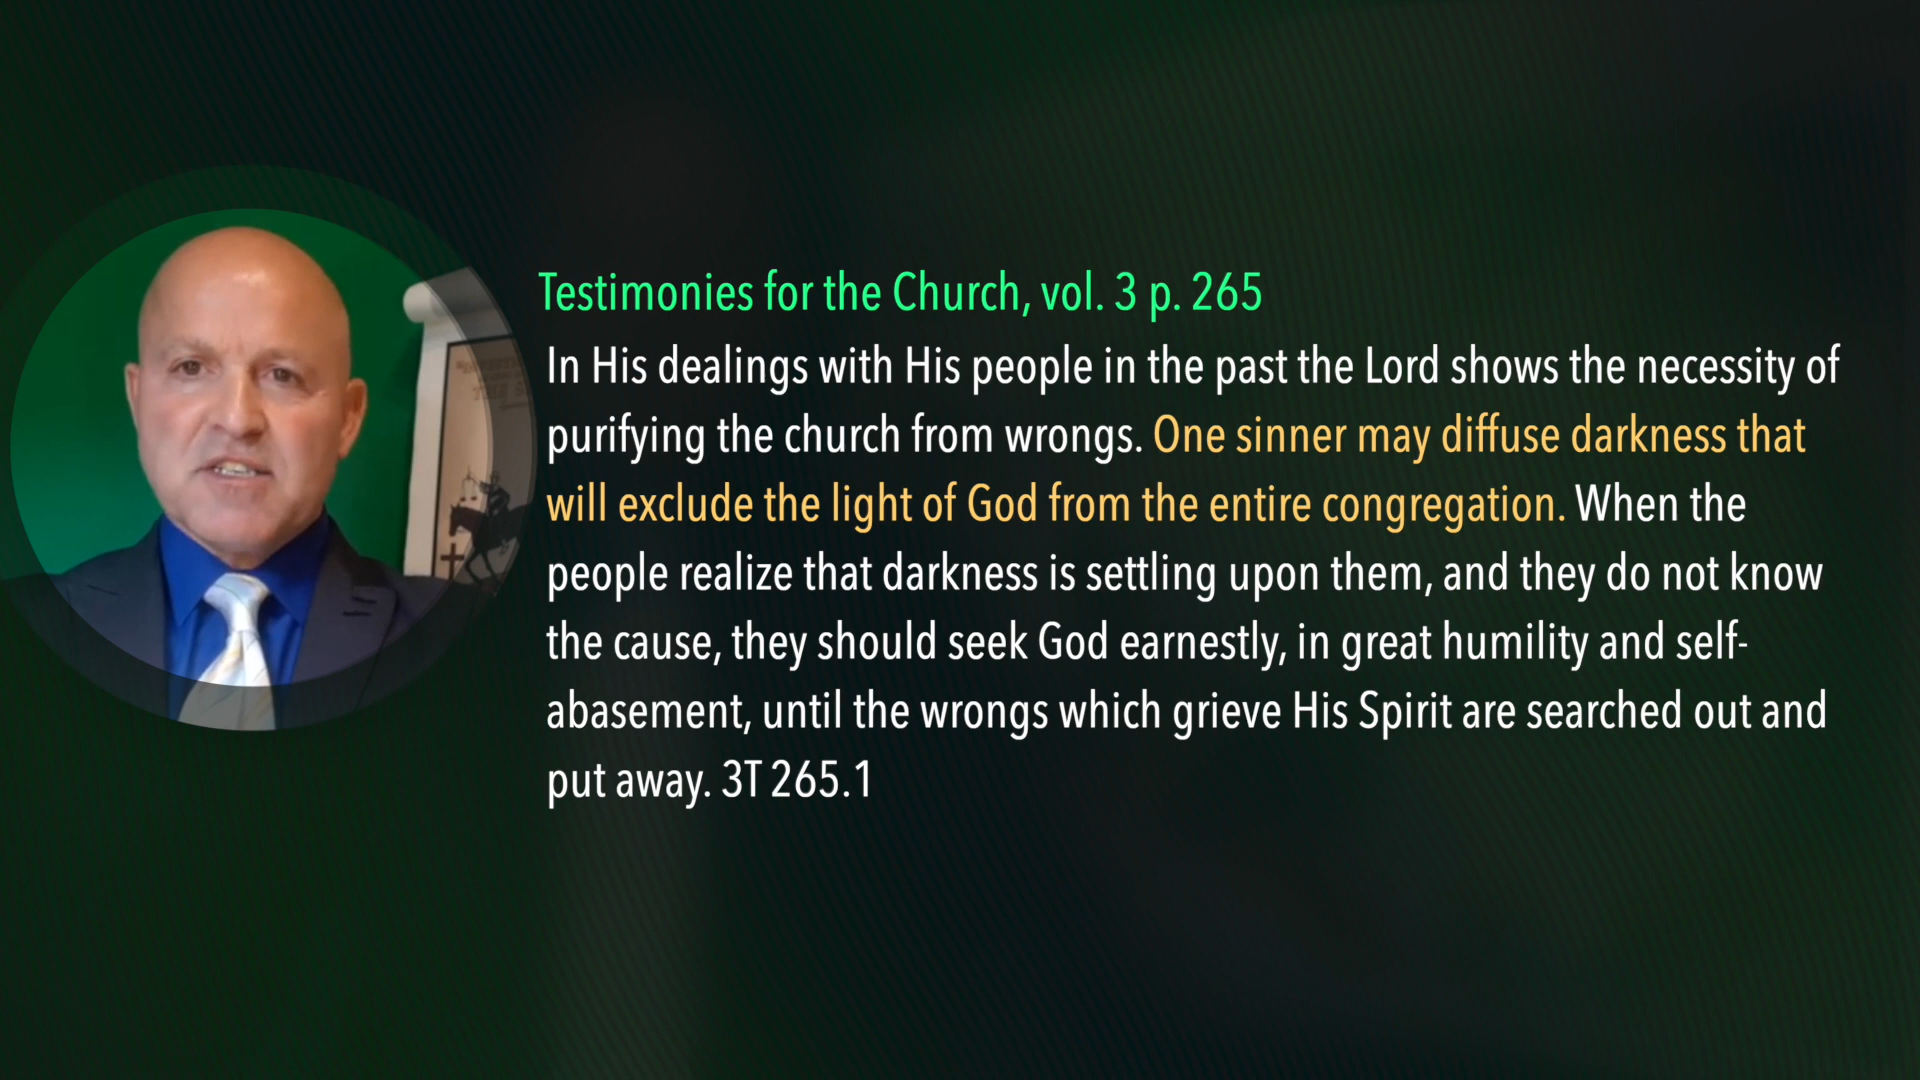 Testimonies for the Church, vol. 3 p. 265
In His dealings with His people in the past the Lord shows the necessity of
purifying the church from wrongs. One sinner may diffuse darkness that
will exclude the light of God from the entire congregation. When the
people realize that darkness is settling upon them, and they do not know
the cause, they should seek God earnestly, in great humility and self-
abasement, until the wrongs which grieve His Spirit are searched out and
put away. 3T 265.1